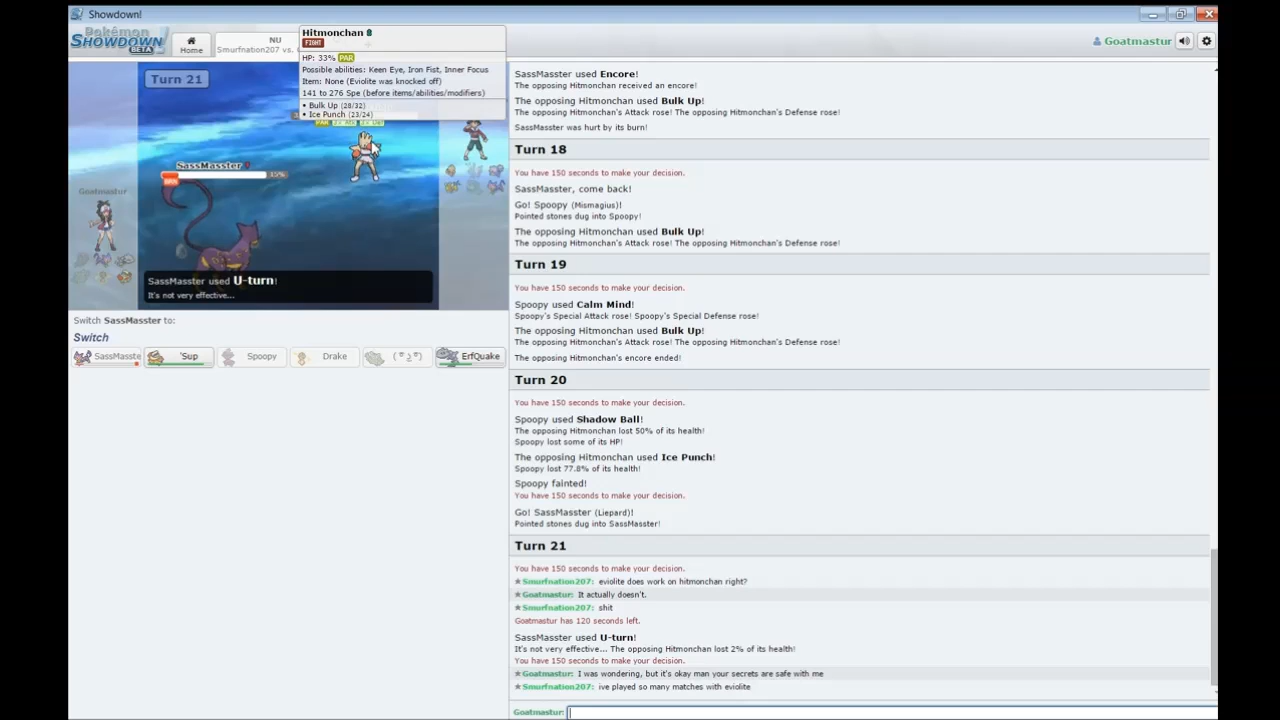 Showdown!
Pokémon
SHOWDOWN
BETA
Home
NU
Smurfnation207 vs.
Hitmonchan
FIGHT
HP: 33% PAR
Possible abilities: Keen Eye, Iron Fist, Inner Focus
Item: None (Eviolite was knocked off)
141 to 276 Spe (before items/abilities/modifiers)
• Bulk Up (28/32)
• Ice Punch (23/24)
Goatmastur
Turn 21
SassMasster
15%
BRN
Goatmastur
SassMasster used U-turn!
It's not very effective...
Switch SassMasster to:
Switch
SassMasste
'Sup
Spoopy
Drake
ErfQuake
SassMasster used Encore!
The opposing Hitmonchan received an encore!
The opposing Hitmonchan used Bulk Up!
The opposing Hitmonchan's Attack rose! The opposing Hitmonchan's Defense rose!
SassMasster was hurt by its burn!
Turn 18
You have 150 seconds to make your decision.
SassMasster, come back!
Go! Spoopy (Mismagius)!
Pointed stones dug into Spoopy!
The opposing Hitmonchan used Bulk Up!
The opposing Hitmonchan's Attack rose! The opposing Hitmonchan's Defense rose!
Turn 19
You have 150 seconds to make your decision.
Spoopy used Calm Mind!
Spoopy's Special Attack rose! Spoopy's Special Defense rose!
The opposing Hitmonchan used Bulk Up!
The opposing Hitmonchan's Attack rose! The opposing Hitmonchan's Defense rose!
The opposing Hitmonchan's encore ended!
Turn 20
You have 150 seconds to make your decision.
Spoopy used Shadow Ball!
The opposing Hitmonchan lost 50% of its health!
Spoopy lost some of its HP!
The opposing Hitmonchan used Ice Punch!
Spoopy lost 77.8% of its health!
Spoopy fainted!
You have 150 seconds to make your decision.
Go! SassMasster (Liepard)!
Pointed stones dug into SassMasster!
Turn 21
You have 150 seconds to make your decision.
★Smurfnation207: eviolite does work on hitmonchan right?
★Goatmastur: It actually doesn't.
★Smurfnation207: shit
Goatmastur has 120 seconds left.
SassMasster used U-turn!
It's not very effective... The opposing Hitmonchan lost 2% of its health!
You have 150 seconds to make your decision.
★Goatmastur: I was wondering, but it's okay man your secrets are safe with me
★Smurfnation207: ive played so many matches with eviolite
Goatmastur: